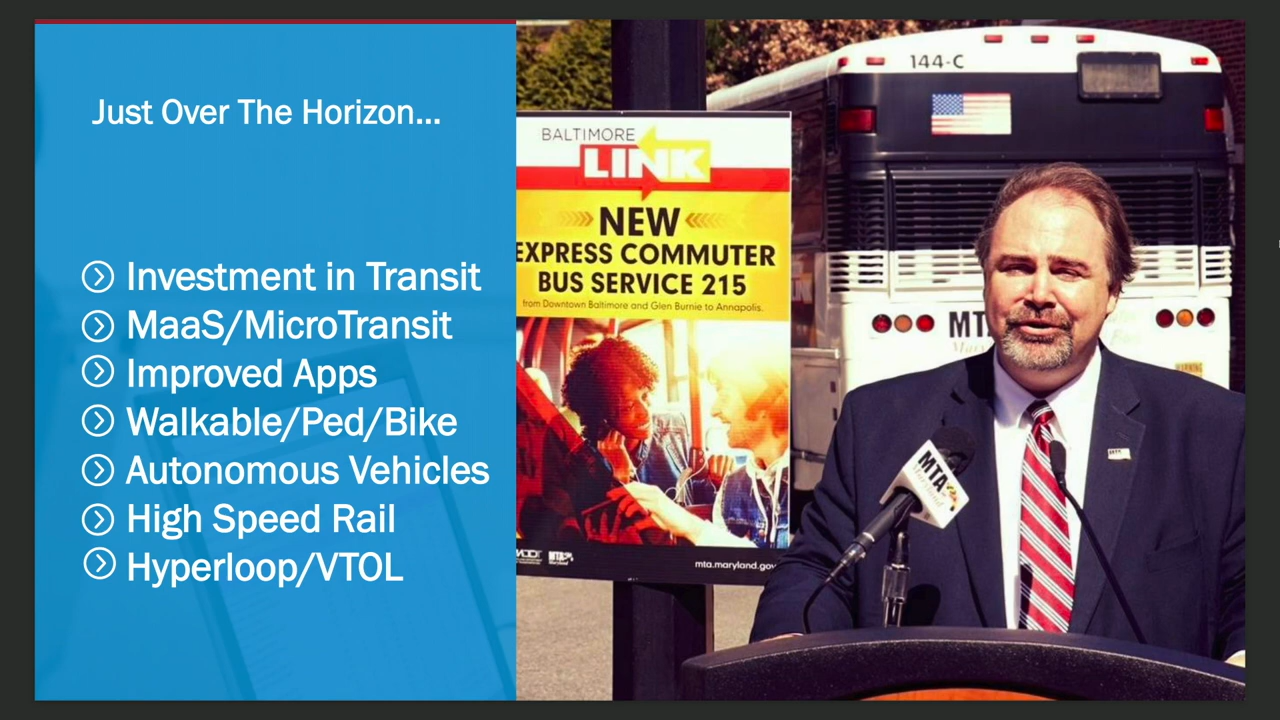 Just Over The Horizon...
Investment in Transit
MaaS/MicroTransit
Improved Apps
Walkable/Ped/Bike
Autonomous Vehicles
High Speed Rail
Hyperloop/VTOL
144-C
BALTIMORE
LINK
NEW
EXPRESS COMMUTER
BUS SERVICE 215
from Downtown Baltimore and Glen Burnie to Annapolis.
mta.maryland.gov
MTA
Maryland
WARNING